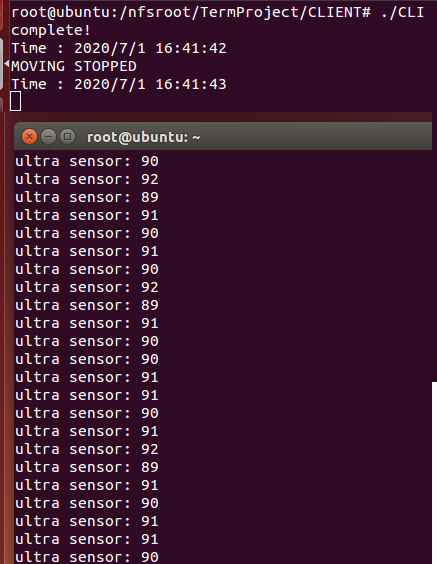 root@ubuntu:/nfsroot/TermProject/CLIENT# ./CLI
complete!
Time : 2020/7/1 16:41:42
MOVING STOPPED
Time : 2020/7/1 16:41:43
root@ubuntu: ~
ultra sensor: 90
ultra sensor: 92
ultra sensor: 89
ultra sensor: 91
ultra sensor: 90
ultra sensor: 91
ultra sensor: 90
ultra sensor: 92
ultra sensor: 89
ultra sensor: 91
ultra sensor: 90
ultra sensor: 90
ultra sensor: 91
ultra sensor: 91
ultra sensor: 90
ultra sensor: 91
ultra sensor: 92
ultra sensor: 89
ultra sensor: 91
ultra sensor: 90
ultra sensor: 91
ultra sensor: 91
ultra sensor: 90